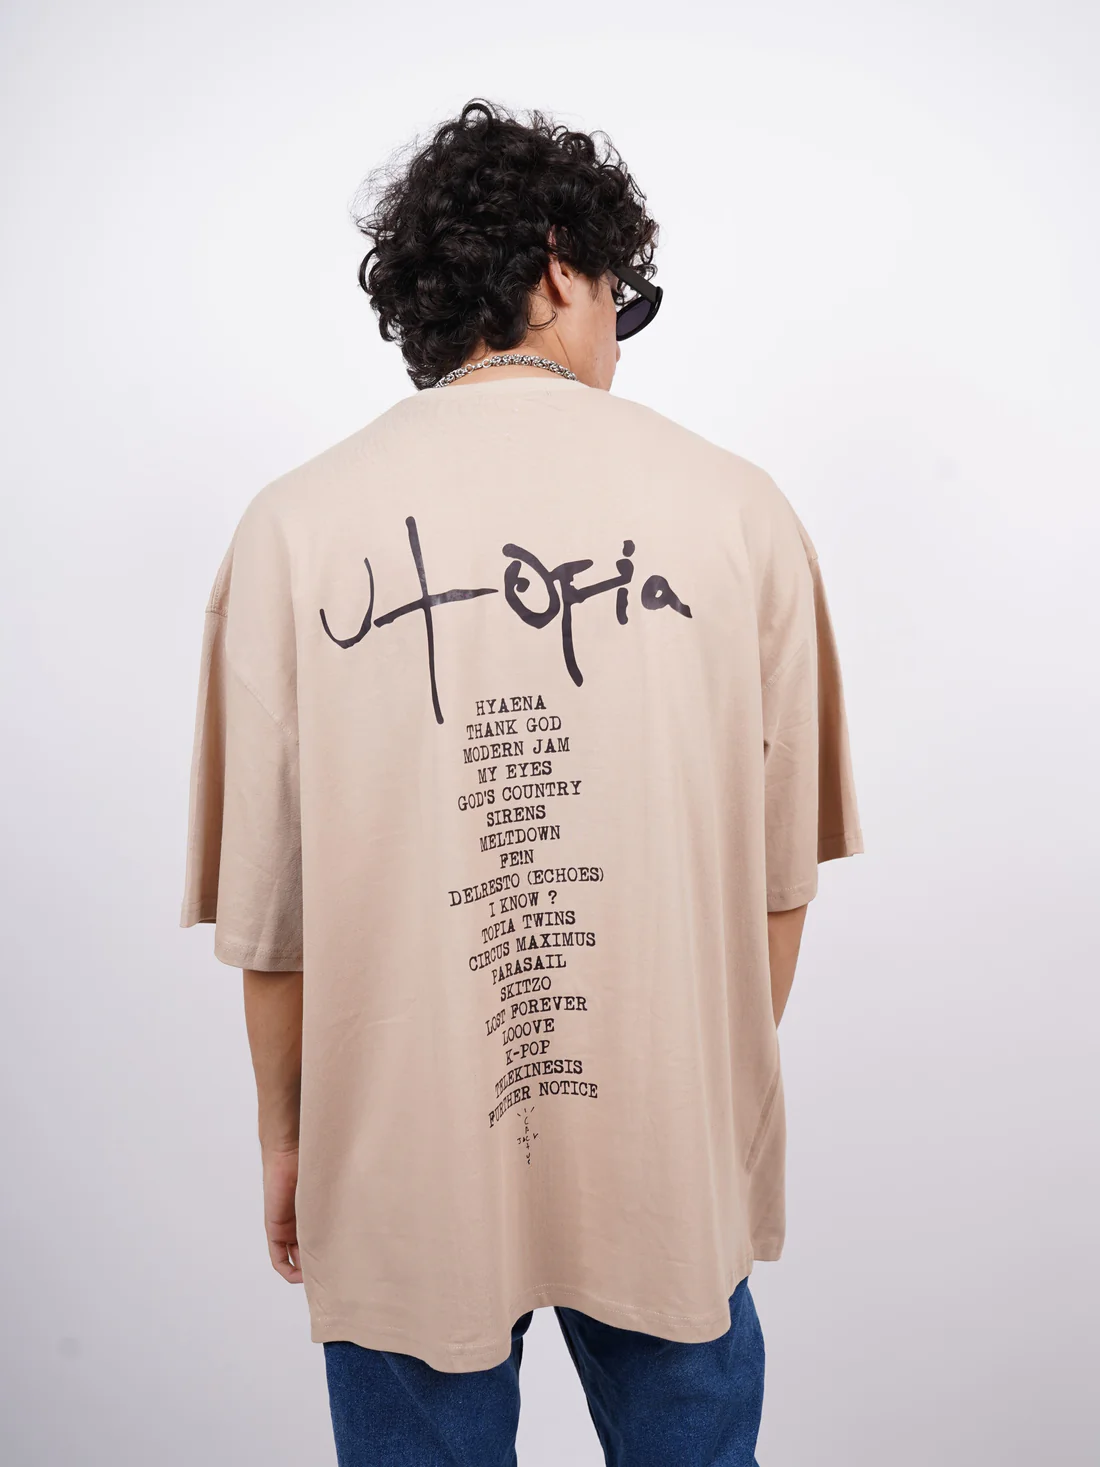 Utopia
HYAENA
THANK GOD
MODERN JAM
MY EYES
GOD'S COUNTRY
SIRENS
MELTDOWN
FE!N
DELRESTO (ECHOES)
I KNOW ?
TOPIA TWINS
CIRCUS MAXIMUS
PARASAIL
SKITZO
LOST FOREVER
LOOOVE
K-POP
TELEKINESIS
FURTHER NOTICE